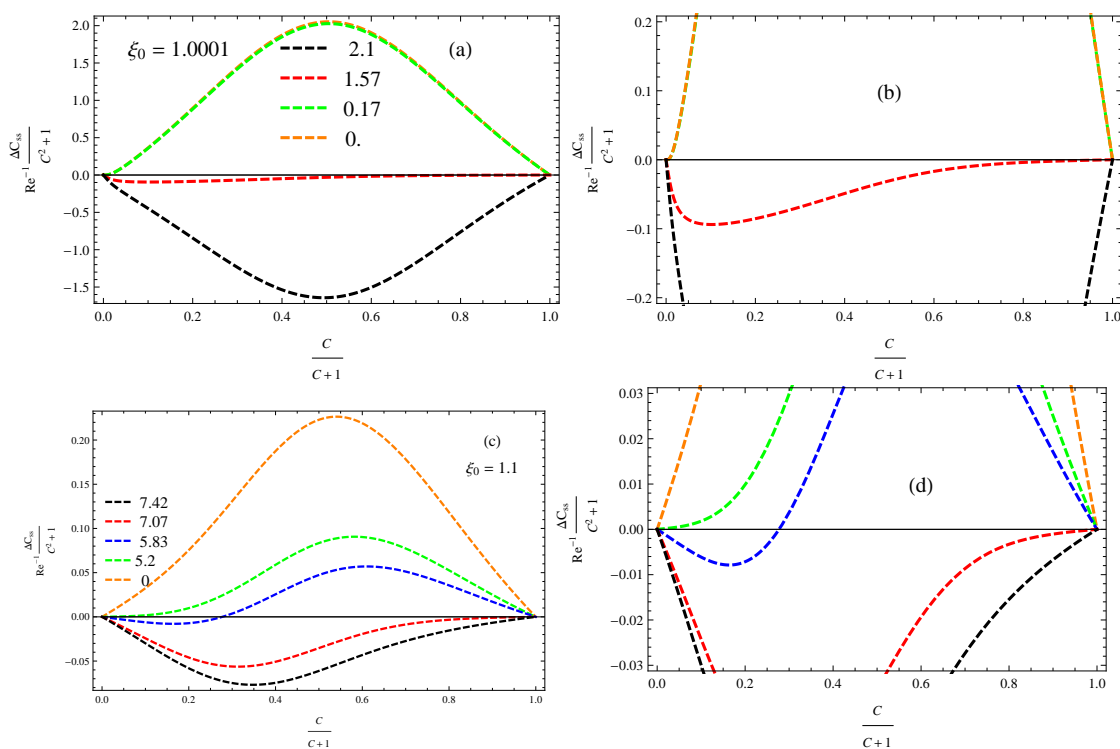 ξ₀ = 1.0001
(a)
2.1
1.57
0.17
0.
2.0
1.5
1.0
0.5
0.0
−0.5
−1.0
−1.5
Re⁻¹ ΔC_ss / C² + 1
0.0 0.2 0.4 0.6 0.8 1.0
C / C + 1
(b)
0.2
0.1
0.0
−0.1
−0.2
Re⁻¹ ΔC_ss / C² + 1
0.0 0.2 0.4 0.6 0.8 1.0
C / C + 1
(c)
ξ₀ = 1.1
7.42
7.07
5.83
5.2
0
0.20
0.15
0.10
0.05
0.00
−0.05
Re⁻¹ ΔC_ss / C² + 1
0.0 0.2 0.4 0.6 0.8 1.0
C / C + 1
(d)
0.03
0.02
0.01
0.00
−0.01
−0.02
−0.03
Re⁻¹ ΔC_ss / C² + 1
0.0 0.2 0.4 0.6 0.8 1.0
C / C + 1